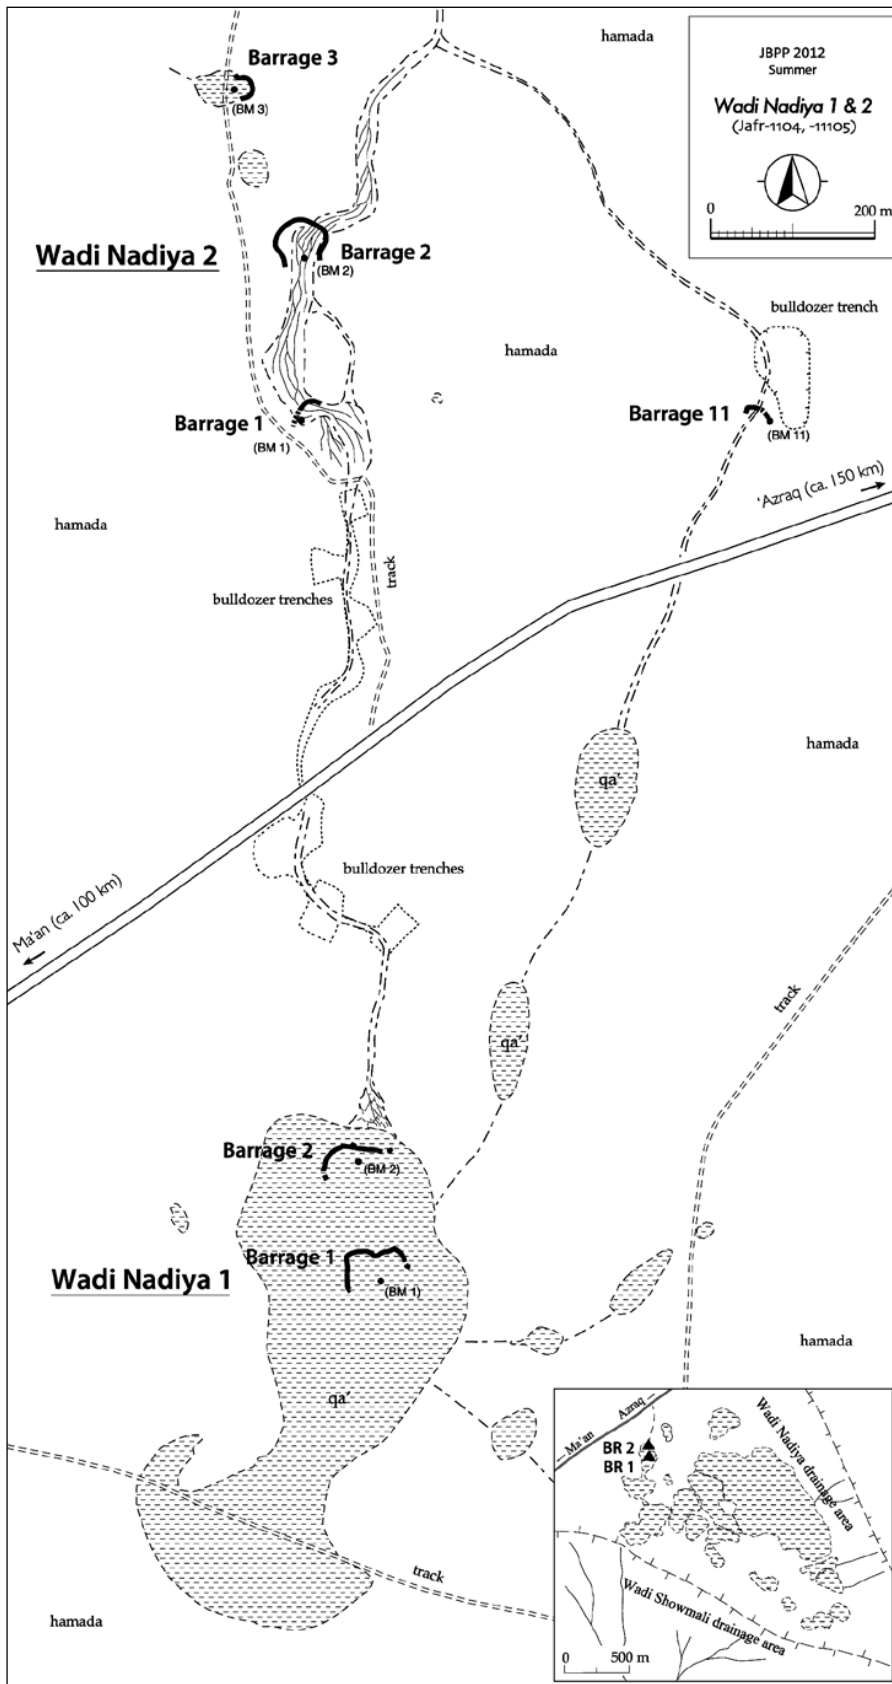 hamada
JBPP 2012
Summer
Wadi Nadiya 1 & 2
(Jafr-1104, -11105)
0 200 m
Barrage 3
(BM 3)
Wadi Nadiya 2
Barrage 2
(BM 2)
bulldozer trench
hamada
Barrage 1
(BM 1)
Barrage 11
(BM 11)
'Azraq (ca. 150 km)
hamada
track
bulldozer trenches
hamada
qa'
bulldozer trenches
Ma'an (ca. 100 km)
track
qa'
Barrage 2
(BM 2)
Barrage 1
(BM 1)
Wadi Nadiya 1
hamada
qa'
track
hamada
Ma'an
Azraq
BR 2
BR 1
Wadi Nadiya drainage area
Wadi Showmali drainage area
0 500 m